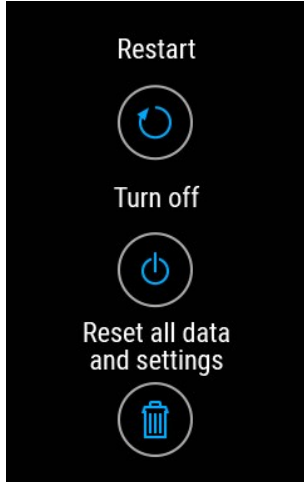 Restart
Turn off
Reset all data
and settings